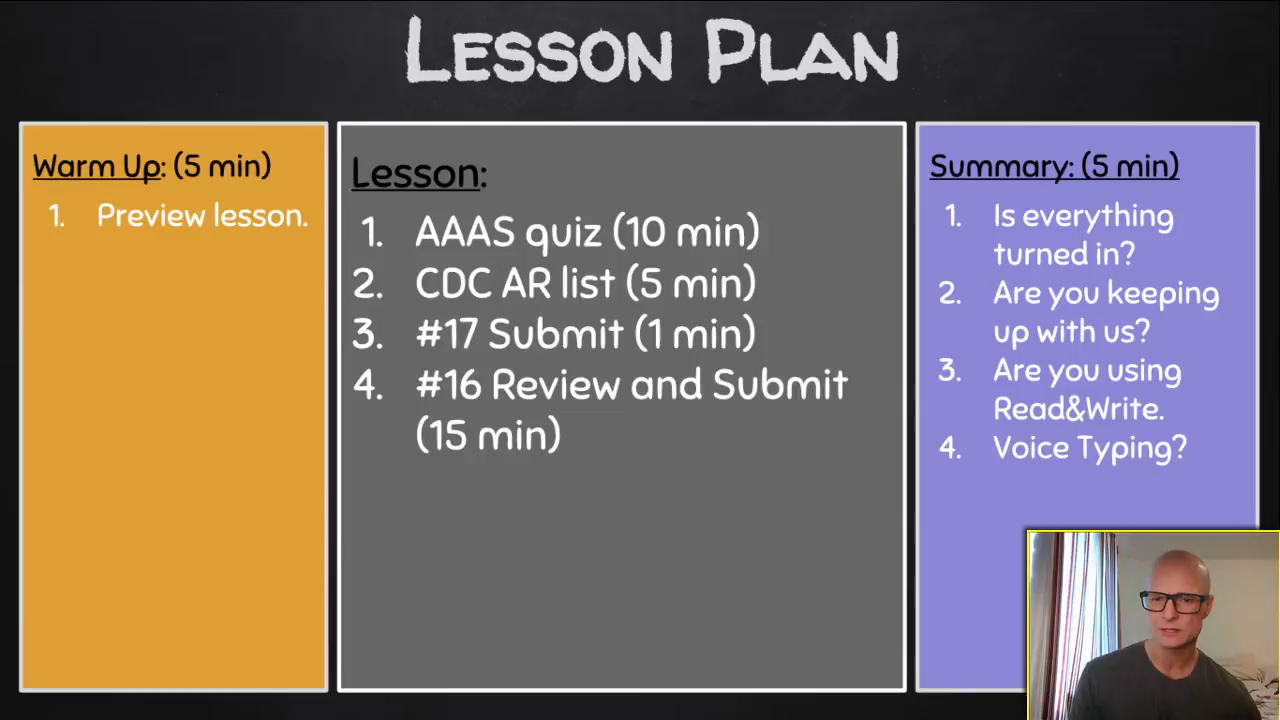 Lesson Plan
Warm Up: (5 min)
1. Preview lesson.
Lesson:
1. AAAS quiz (10 min)
2. CDC AR list (5 min)
3. #17 Submit (1 min)
4. #16 Review and Submit
(15 min)
Summary: (5 min)
1. Is everything
turned in?
2. Are you keeping
up with us?
3. Are you using
Read&Write.
4. Voice Typing?